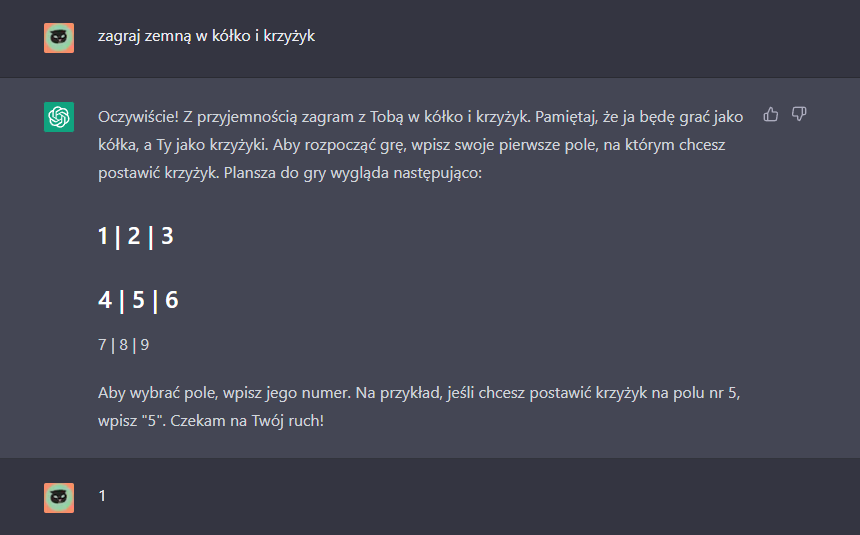 zagraj zemną w kółko i krzyżyk
Oczywiście! Z przyjemnością zagram z Tobą w kółko i krzyżyk. Pamiętaj, że ja będę grać jako
kółka, a Ty jako krzyżyki. Aby rozpocząć grę, wpisz swoje pierwsze pole, na którym chcesz
postawić krzyżyk. Plansza do gry wygląda następująco:
1 | 2 | 3
4 | 5 | 6
7 | 8 | 9
Aby wybrać pole, wpisz jego numer. Na przykład, jeśli chcesz postawić krzyżyk na polu nr 5,
wpisz "5". Czekam na Twój ruch!
1